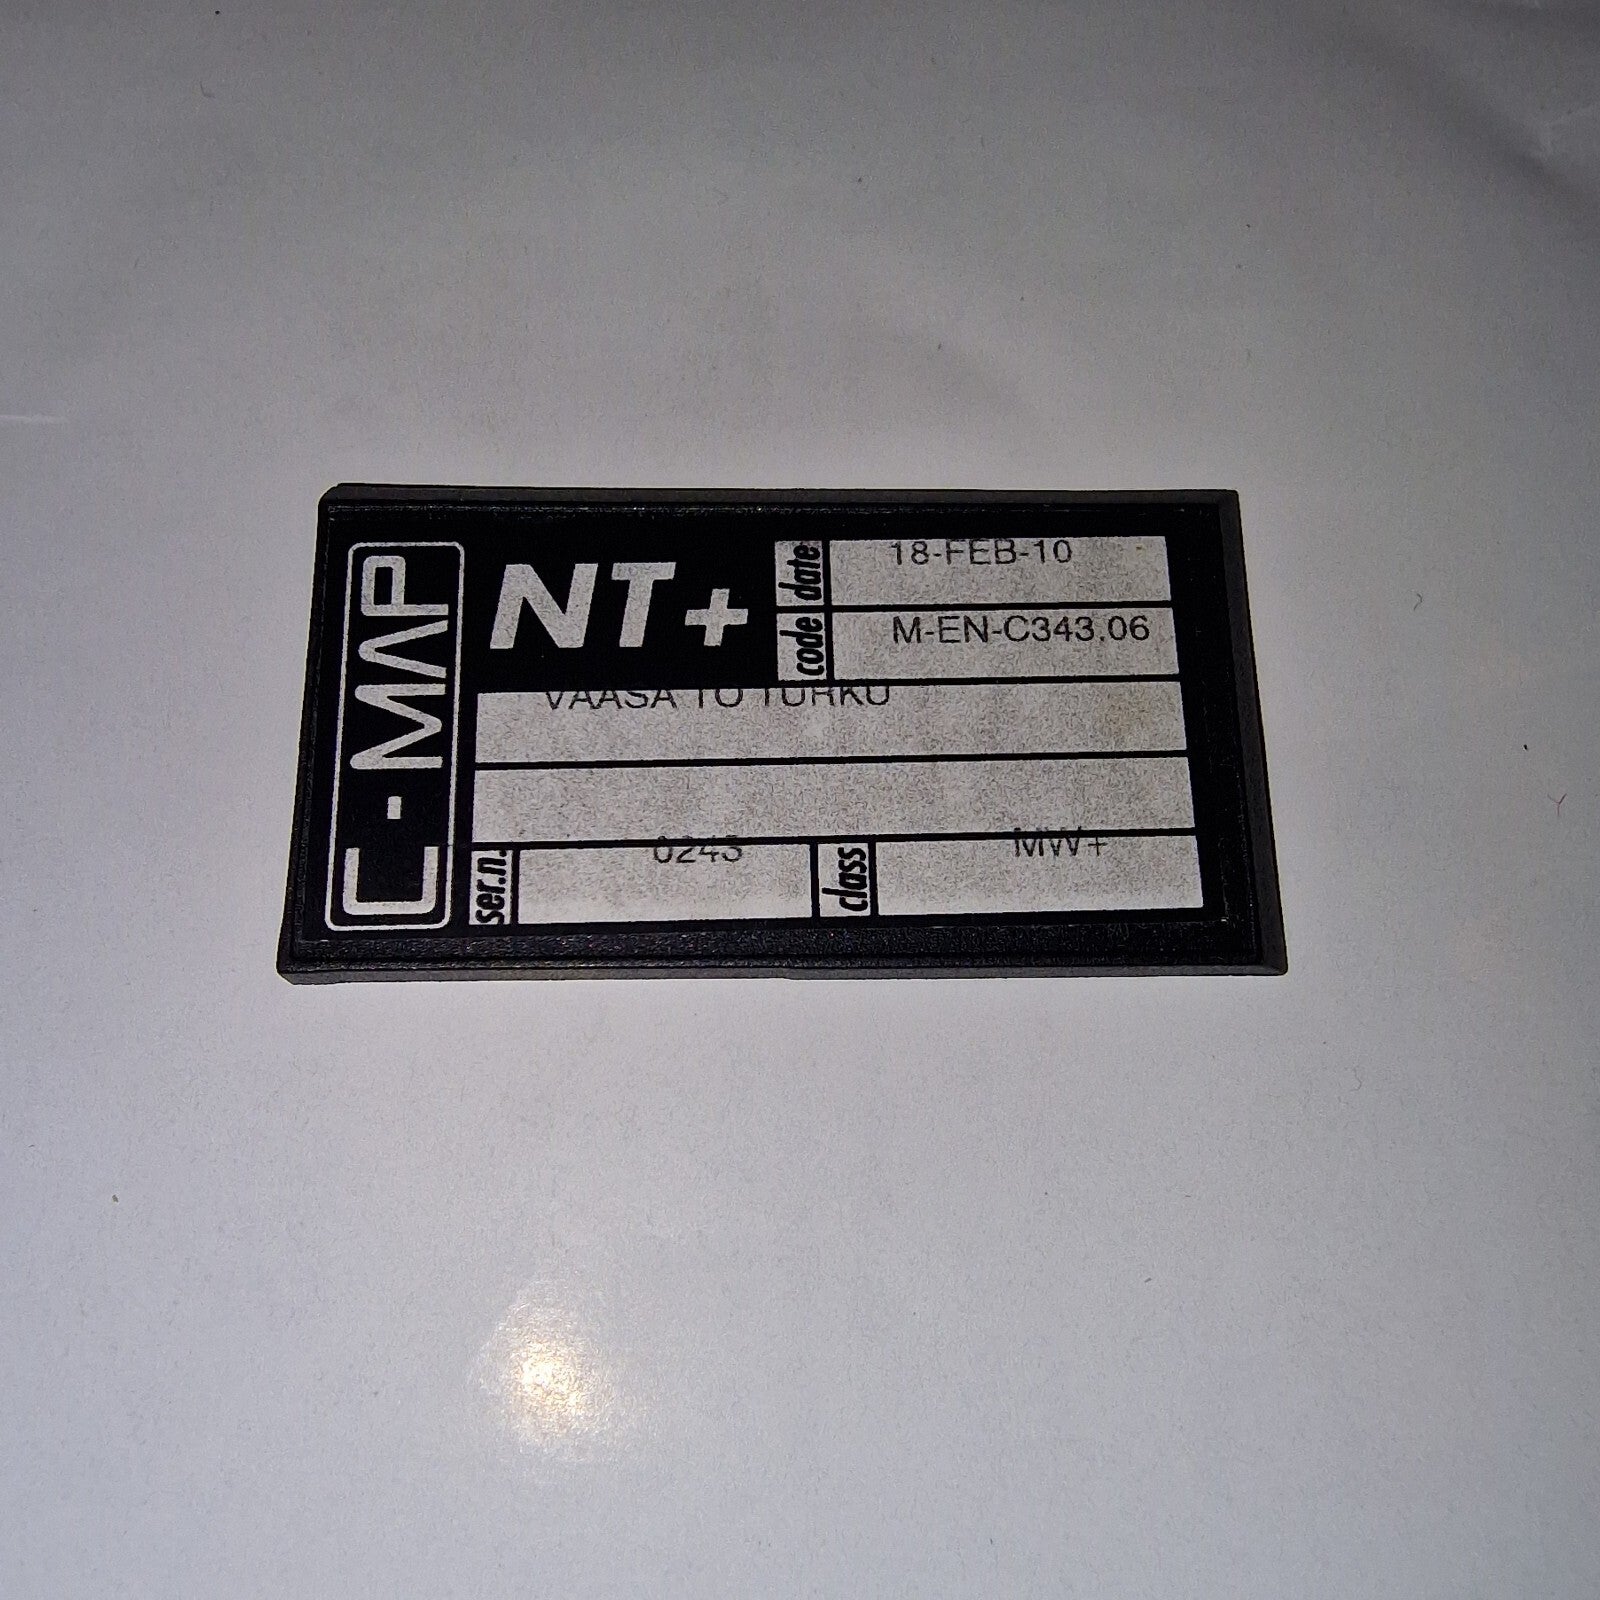 C-MAP
NT+
date 18-FEB-10
code M-EN-C343.06
VAASA TO TURKU
ser.n. 0243
class MW+